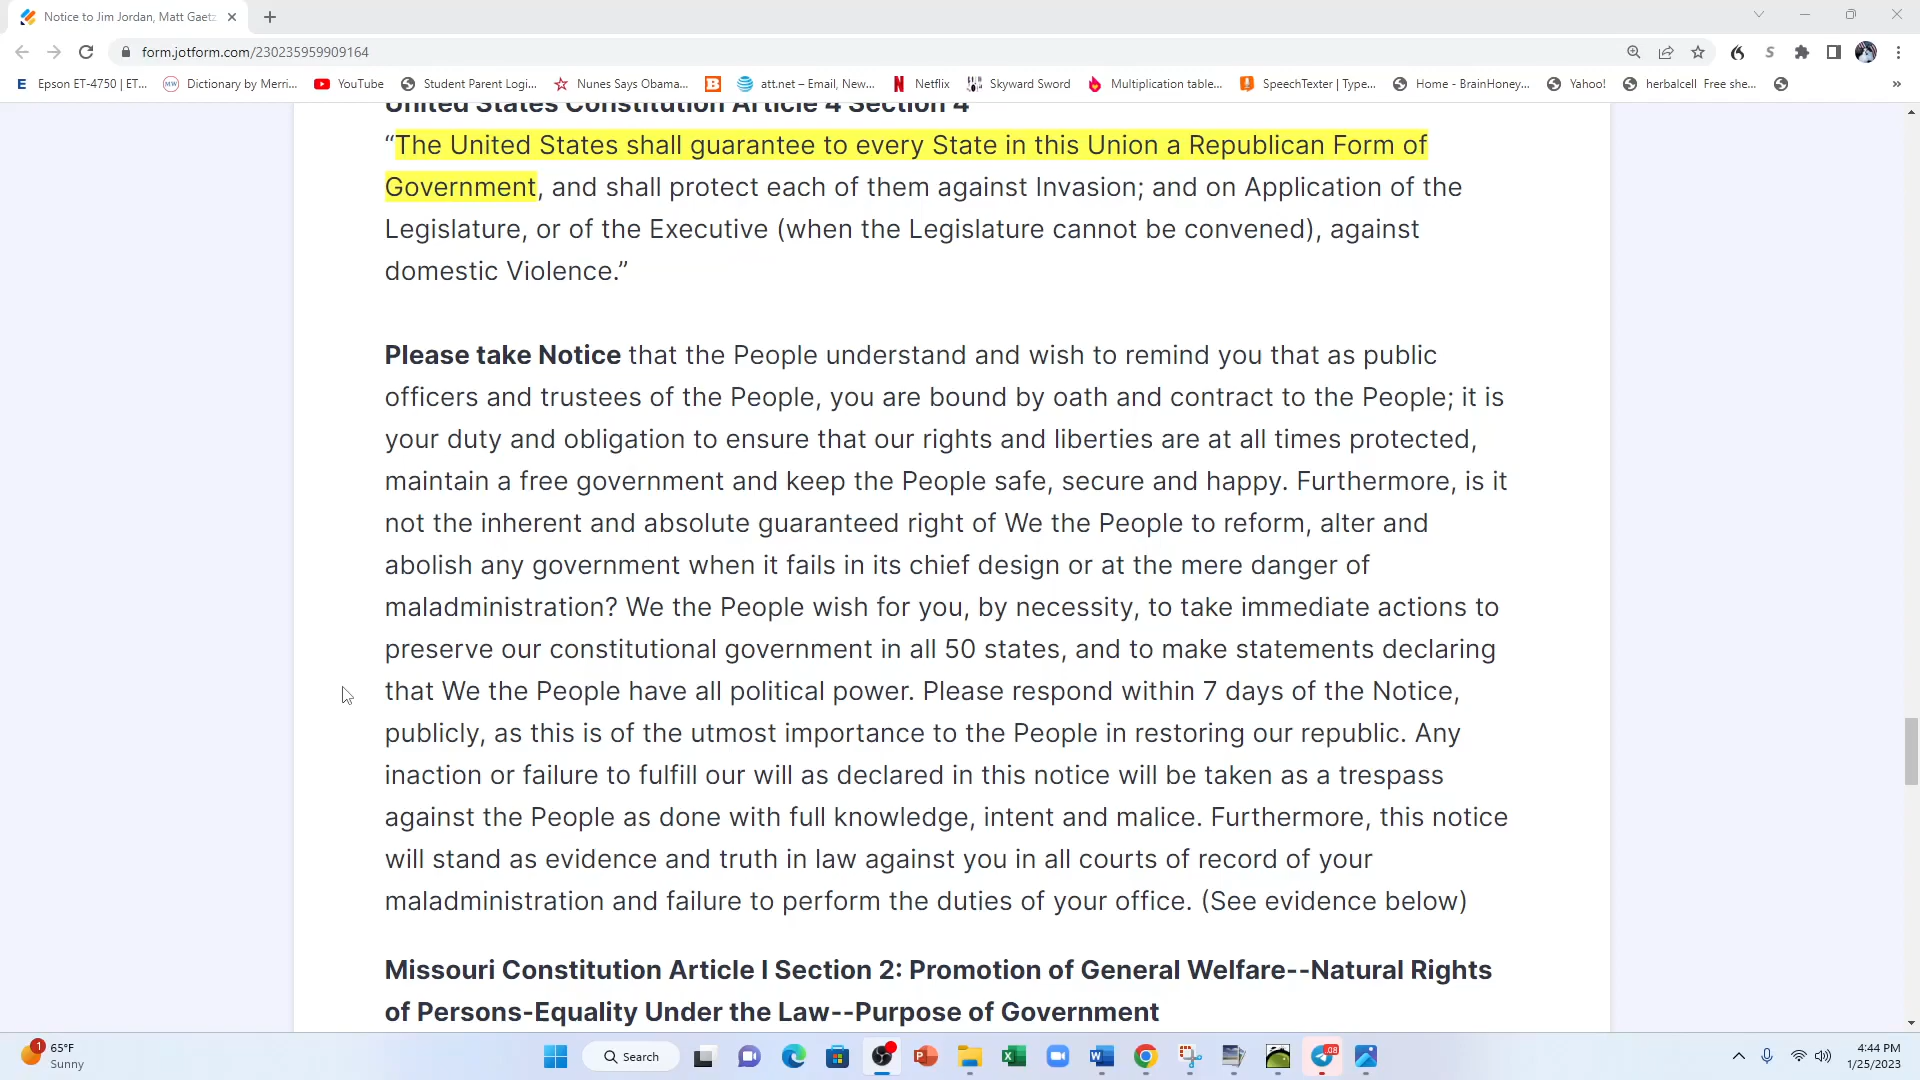 Notice to Jim Jordan, Matt Gaetz
form.jotform.com/230235959909164
Epson ET-4750 | ET... Dictionary by Merri... YouTube Student Parent Logi... Nunes Says Obama... att.net – Email, New... Netflix Skyward Sword Multiplication table... SpeechTexter | Type... Home - BrainHoney... Yahoo! herbalcell Free she... »
United States Constitution Article 4 Section 4
“The United States shall guarantee to every State in this Union a Republican Form of
Government, and shall protect each of them against Invasion; and on Application of the
Legislature, or of the Executive (when the Legislature cannot be convened), against
domestic Violence.”
Please take Notice that the People understand and wish to remind you that as public
officers and trustees of the People, you are bound by oath and contract to the People; it is
your duty and obligation to ensure that our rights and liberties are at all times protected,
maintain a free government and keep the People safe, secure and happy. Furthermore, is it
not the inherent and absolute guaranteed right of We the People to reform, alter and
abolish any government when it fails in its chief design or at the mere danger of
maladministration? We the People wish for you, by necessity, to take immediate actions to
preserve our constitutional government in all 50 states, and to make statements declaring
that We the People have all political power. Please respond within 7 days of the Notice,
publicly, as this is of the utmost importance to the People in restoring our republic. Any
inaction or failure to fulfill our will as declared in this notice will be taken as a trespass
against the People as done with full knowledge, intent and malice. Furthermore, this notice
will stand as evidence and truth in law against you in all courts of record of your
maladministration and failure to perform the duties of your office. (See evidence below)
Missouri Constitution Article I Section 2: Promotion of General Welfare--Natural Rights
of Persons-Equality Under the Law--Purpose of Government
1 65°F
Sunny
Search
4:44 PM
1/25/2023